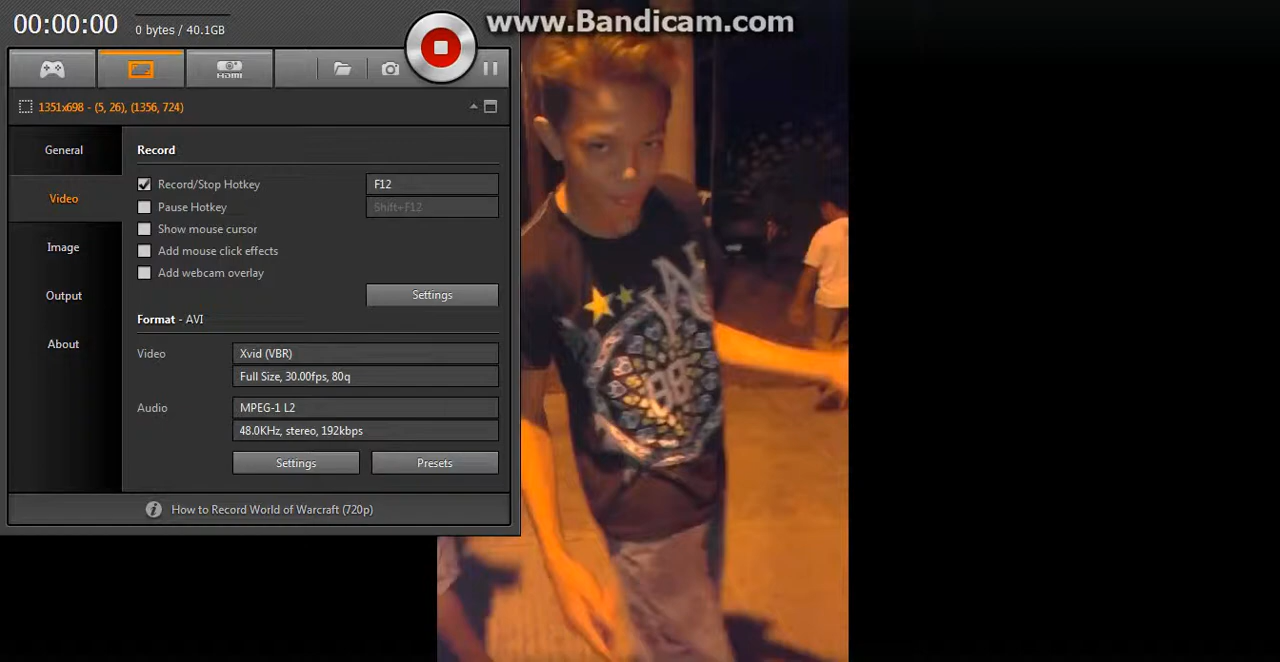 00:00:00
0 bytes / 40.1GB
www.Bandicam.com
HDMI
1351x698 - (5, 26), (1356, 724)
General
Video
Image
Output
About
Record
Record/Stop Hotkey
F12
Pause Hotkey
Shift+F12
Show mouse cursor
Add mouse click effects
Add webcam overlay
Settings
Format - AVI
Video
Xvid (VBR)
Full Size, 30.00fps, 80q
Audio
MPEG-1 L2
48.0KHz, stereo, 192kbps
Settings
Presets
How to Record World of Warcraft (720p)